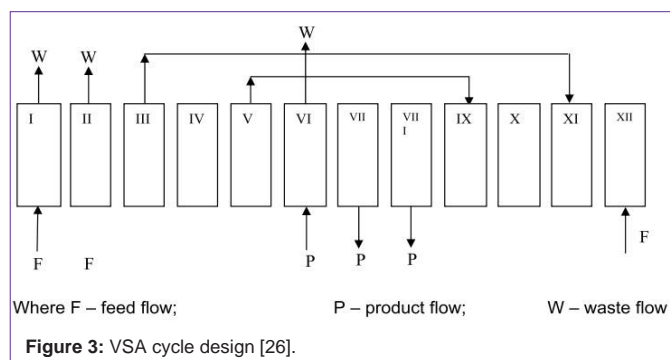 W
W W
I II III IV V VI VII VII IX X XI XII
I
F
F F P P P
Where F – feed flow; P – product flow; W – waste flow
Figure 3: VSA cycle design [26].